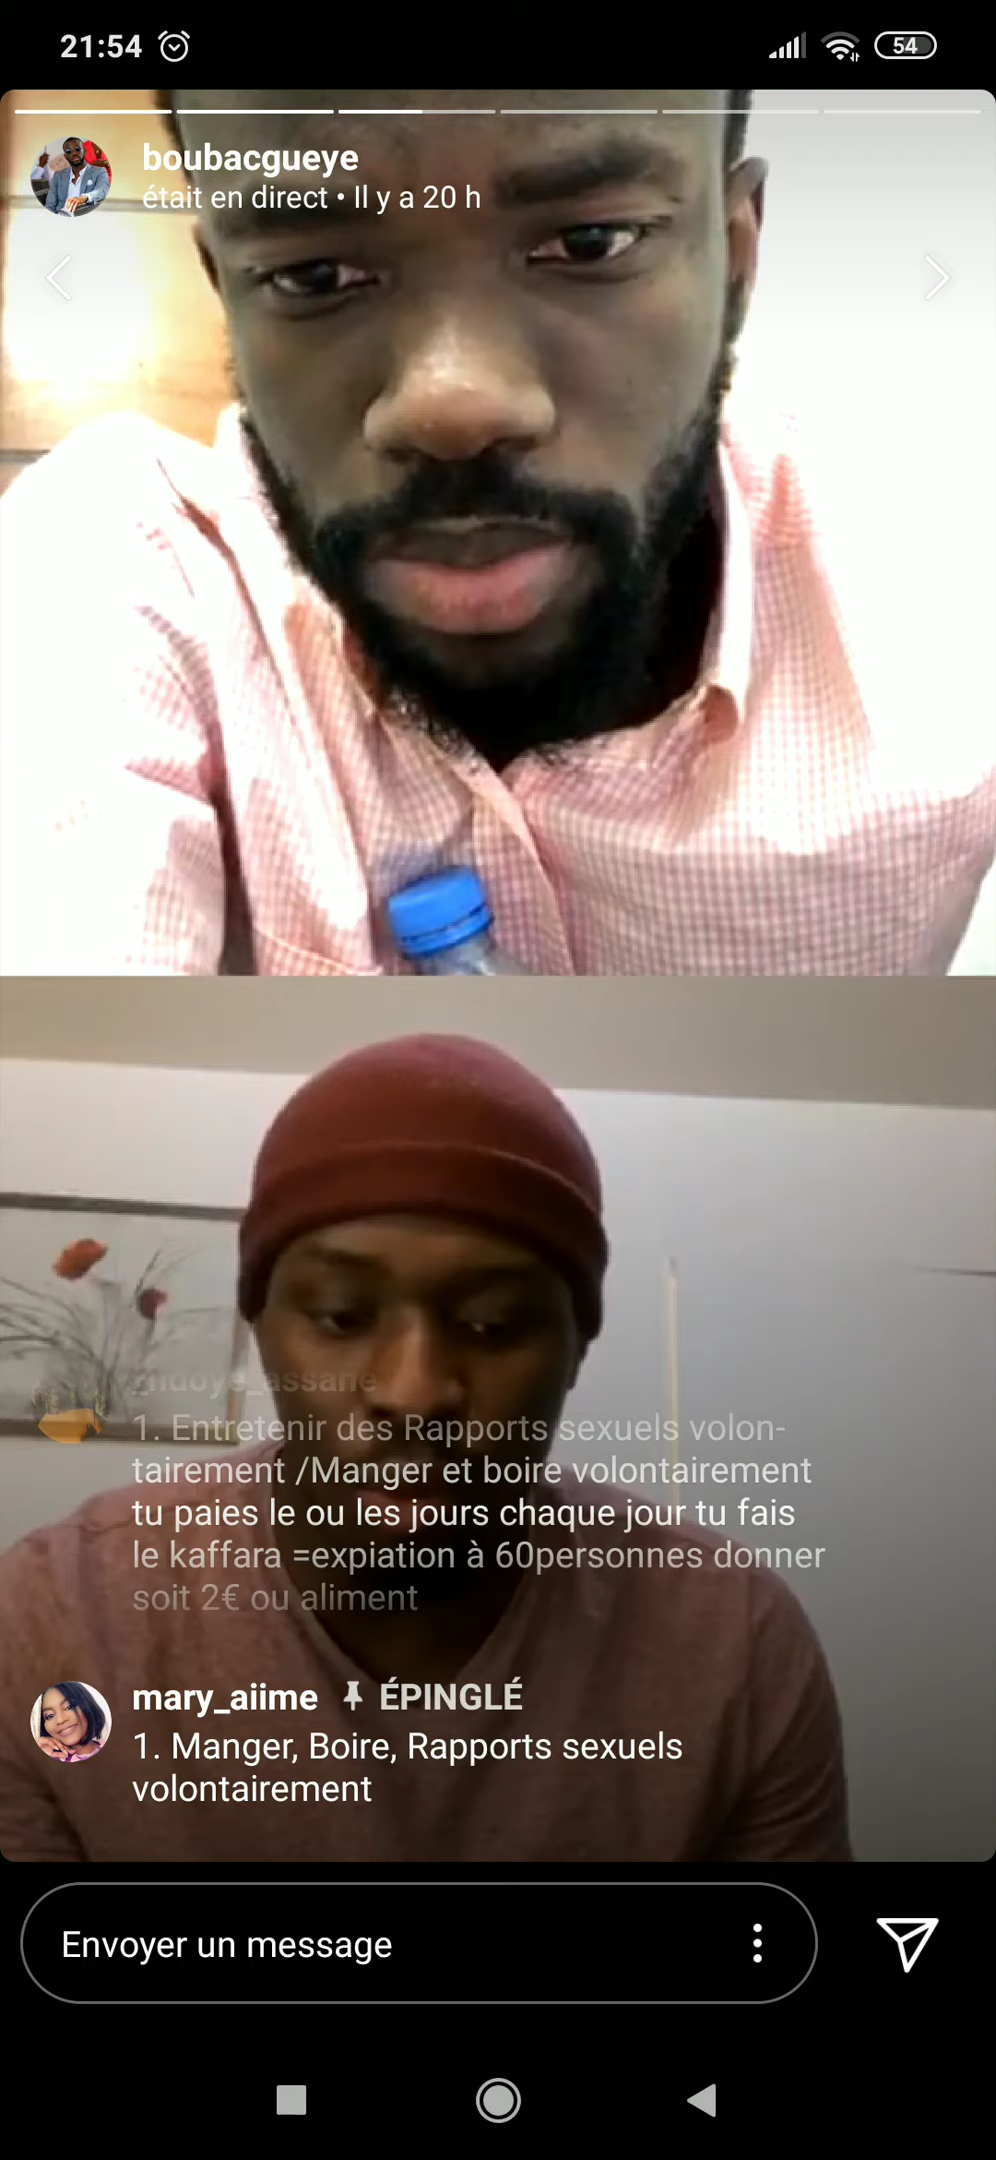 21:54
54
boubacgueye
était en direct • Il y a 20 h
ndoye_assane
1. Entretenir des Rapports sexuels volon-
tairement /Manger et boire volontairement
tu paies le ou les jours chaque jour tu fais
le kaffara =expiation à 60personnes donner
soit 2€ ou aliment
mary_aiime ÉPINGLÉ
1. Manger, Boire, Rapports sexuels
volontairement
Envoyer un message